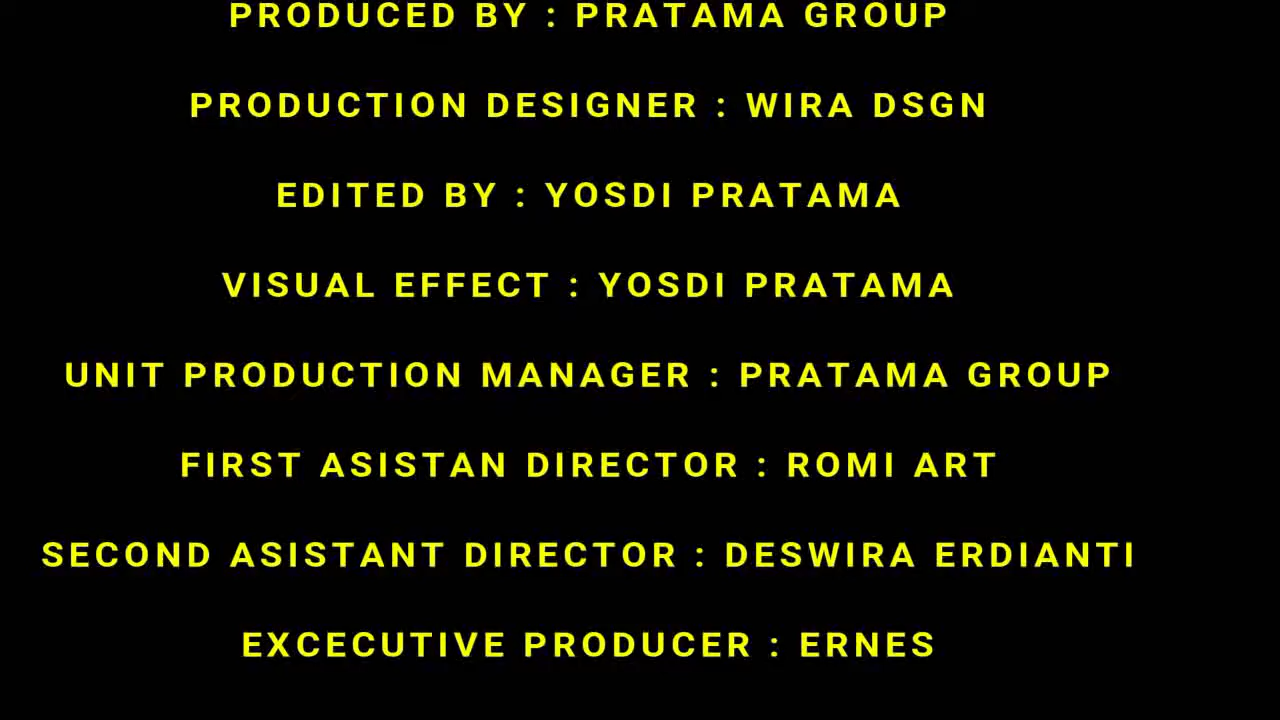 PRODUCED BY : PRATAMA GROUP
PRODUCTION DESIGNER : WIRA DSGN
EDITED BY : YOSDI PRATAMA
VISUAL EFFECT : YOSDI PRATAMA
UNIT PRODUCTION MANAGER : PRATAMA GROUP
FIRST ASISTAN DIRECTOR : ROMI ART
SECOND ASISTANT DIRECTOR : DESWIRA ERDIANTI
EXCECUTIVE PRODUCER : ERNES